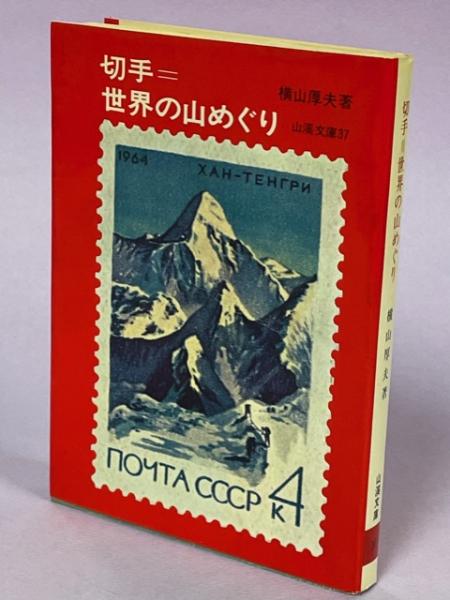 切手=
世界の山めぐり
横山厚夫著
山溪文庫37
1964
ХАН-ТЕНГРИ
ПОЧТА СССР
4
К
切手=世界の山めぐり
横山厚夫著
山溪文庫